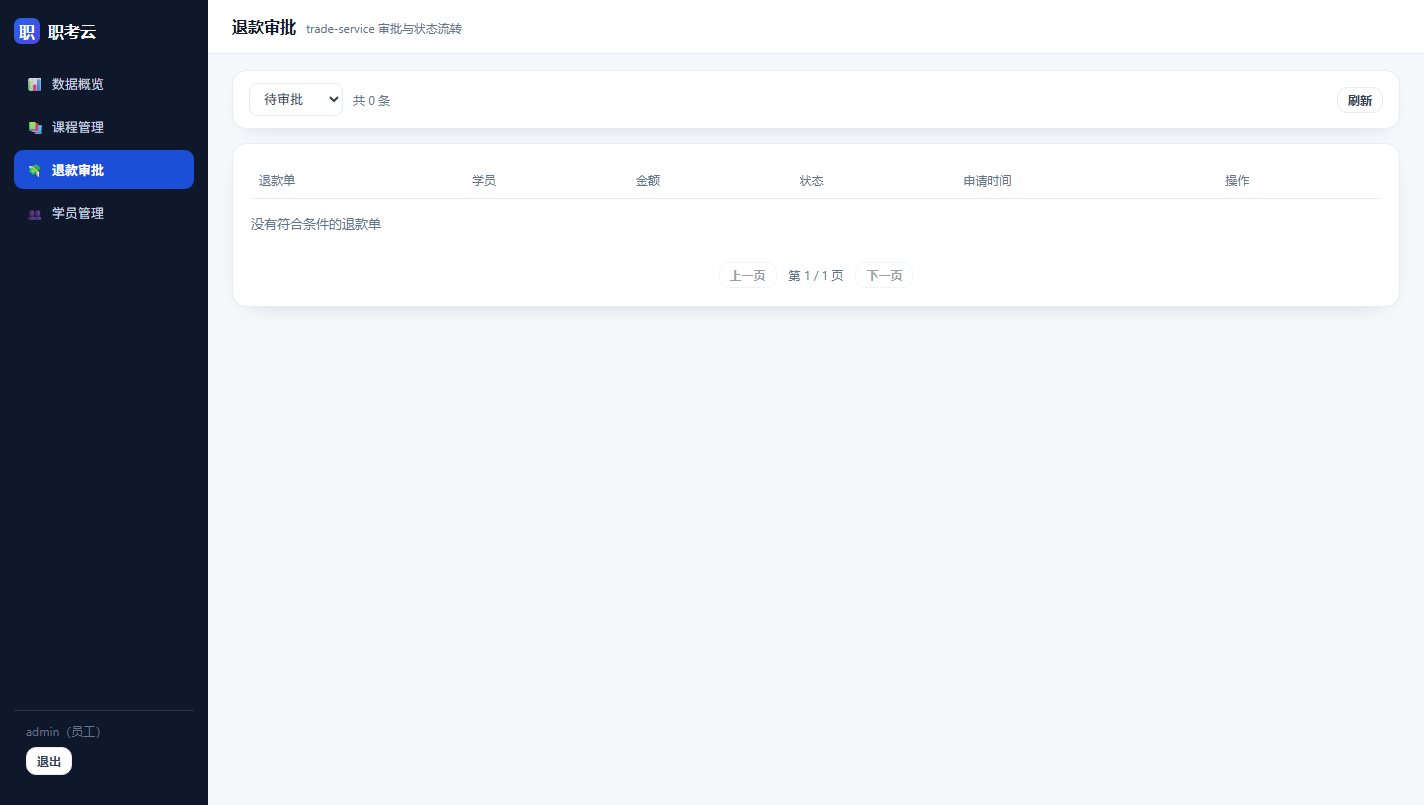 职 职考云
数据概览
课程管理
退款审批
学员管理
admin（员工）
退出
退款审批 trade-service 审批与状态流转
待审批 共 0 条 刷新
退款单 学员 金额 状态 申请时间 操作
没有符合条件的退款单
上一页 第 1 / 1 页 下一页